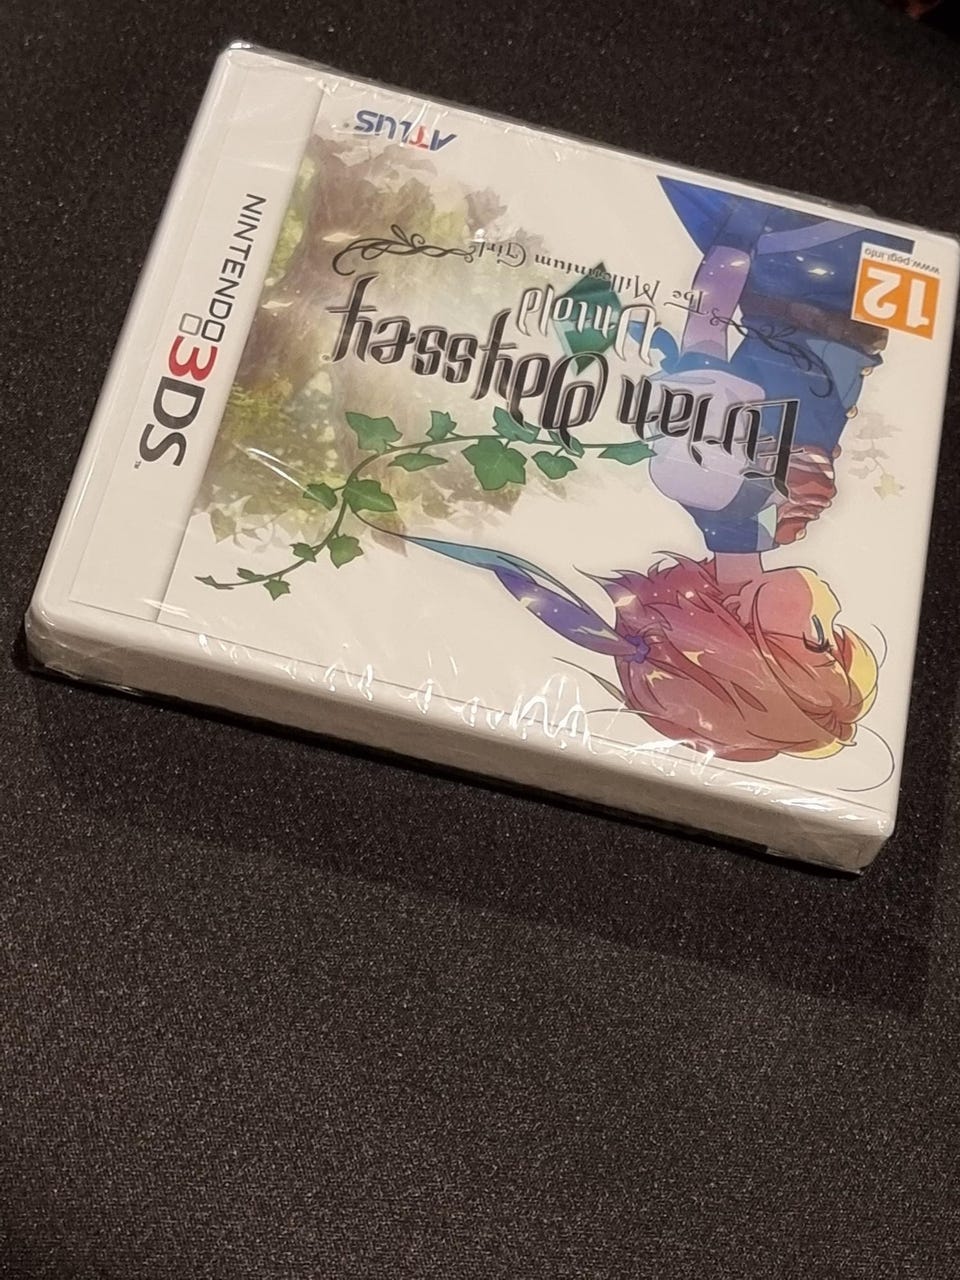 NINTENDO
3DS
Etrian Odyssey
Untold
The Millennium Girl
ATLUS
12
www.pegi.info